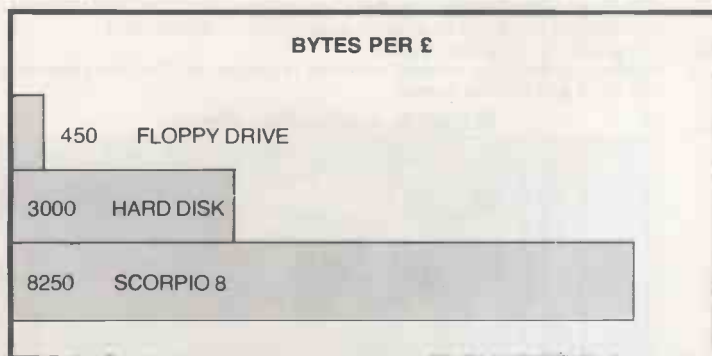 BYTES PER £
450 FLOPPY DRIVE
3000 HARD DISK
8250 SCORPIO 8